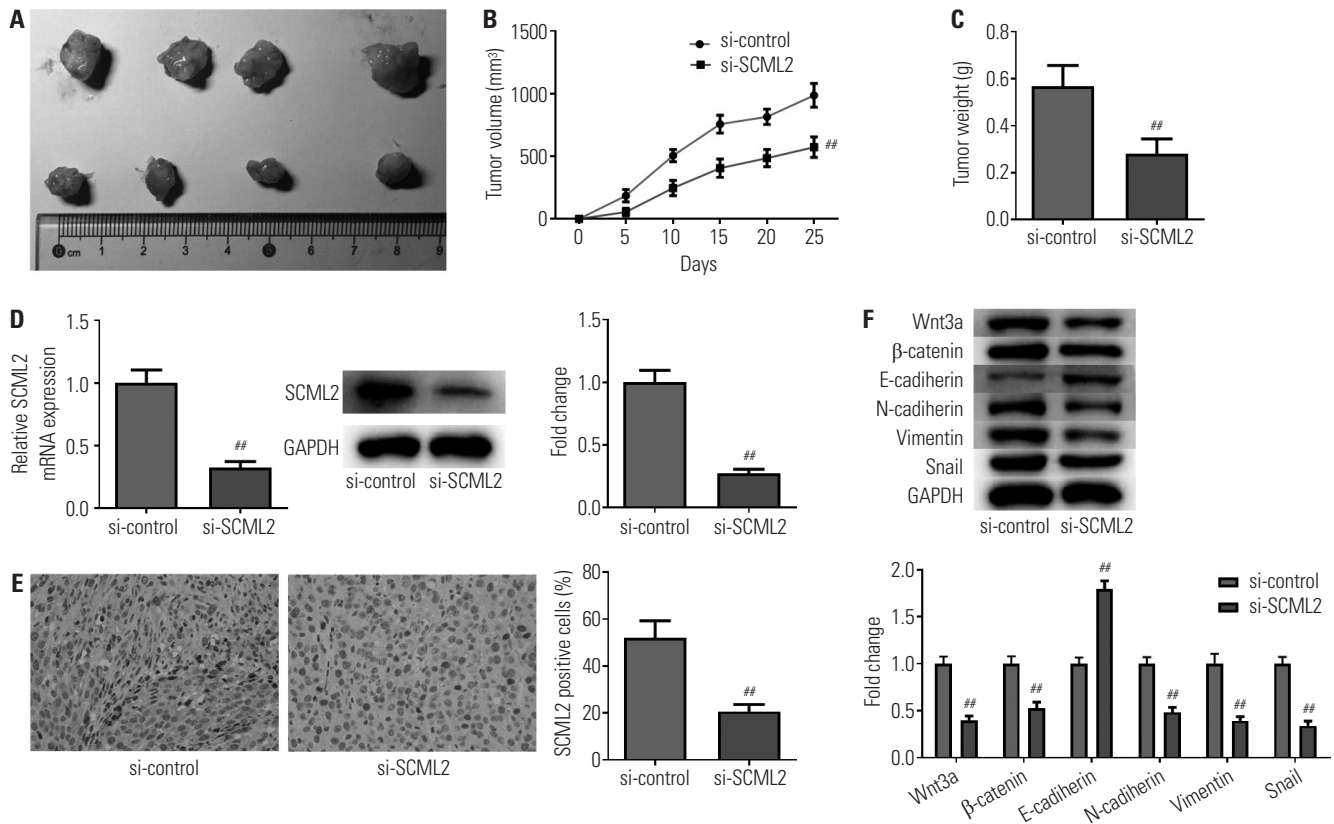 A
0 cm 1 2 3 4 5 6 7 8 9
B
1500
1000
500
0
Tumor volume (mm³)
si-control
si-SCML2
##
0 5 10 15 20 25
Days
C
0.8
0.6
0.4
0.2
0.0
Tumor weight (g)
##
si-control si-SCML2
D
1.5
1.0
0.5
0.0
Relative SCML2
mRNA expression
##
si-control si-SCML2
SCML2
GAPDH
si-control si-SCML2
1.5
1.0
0.5
0.0
Fold change
##
si-control si-SCML2
E
si-control
si-SCML2
80
60
40
20
0
SCML2 positive cells (%)
##
si-control si-SCML2
F
Wnt3a
β-catenin
E-cadiherin
N-cadiherin
Vimentin
Snail
GAPDH
si-control si-SCML2
2.0
1.5
1.0
0.5
0.0
Fold change
si-control
si-SCML2
## ## ## ## ## ##
Wnt3a β-catenin E-cadiherin N-cadiherin Vimentin Snail